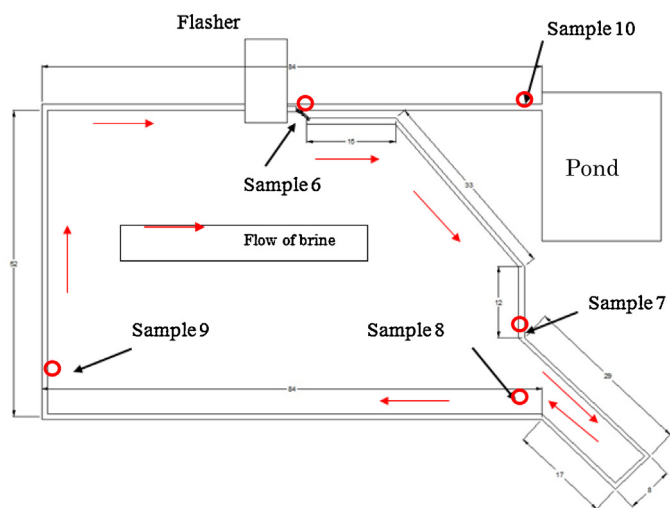 Flasher
Sample 10
84
15
Sample 6
33
Pond
Flow of brine
12
Sample 7
Sample 9
Sample 8
29
84
17
8